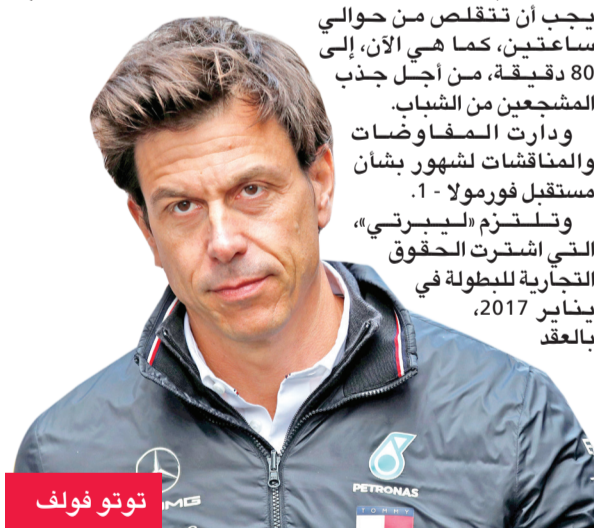 يجب أن تتقلص من حوالي
ساعتين، كما هي الآن، إلى
80 دقيقة، من أجل جذب
المشجعين من الشباب.
ودارت المفاوضات
والمناقشات لشهور بشأن
مستقبل فورمولا - 1.
وتلتزم «ليبرتي»،
التي اشترت الحقوق
التجارية للبطولة في
يناير 2017،
بالعقد
AMG
PETRONAS
TOMMY
توتو فولف